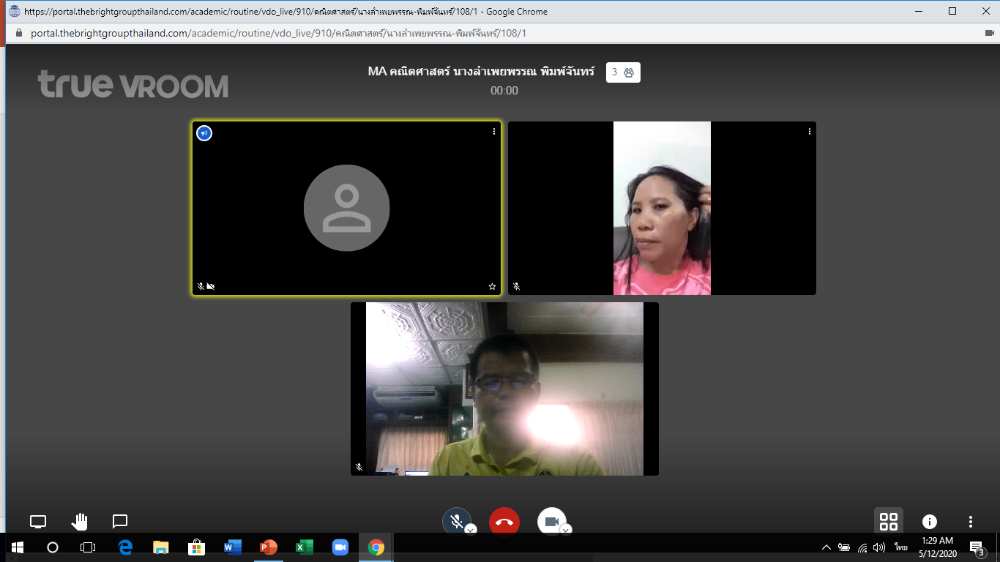 https://portal.thebrightgroupthailand.com/academic/routine/vdo_live/910/คณิตศาสตร์/นางลำเพยพรรณ-พิมพ์จันทร์/108/1 - Google Chrome
portal.thebrightgroupthailand.com/academic/routine/vdo_live/910/คณิตศาสตร์/นางลำเพยพรรณ-พิมพ์จันทร์/108/1
true VROOM
MA คณิตศาสตร์ นางลำเพยพรรณ พิมพ์จันทร์ 3
00:00
ไทย
1:29 AM
5/12/2020
3